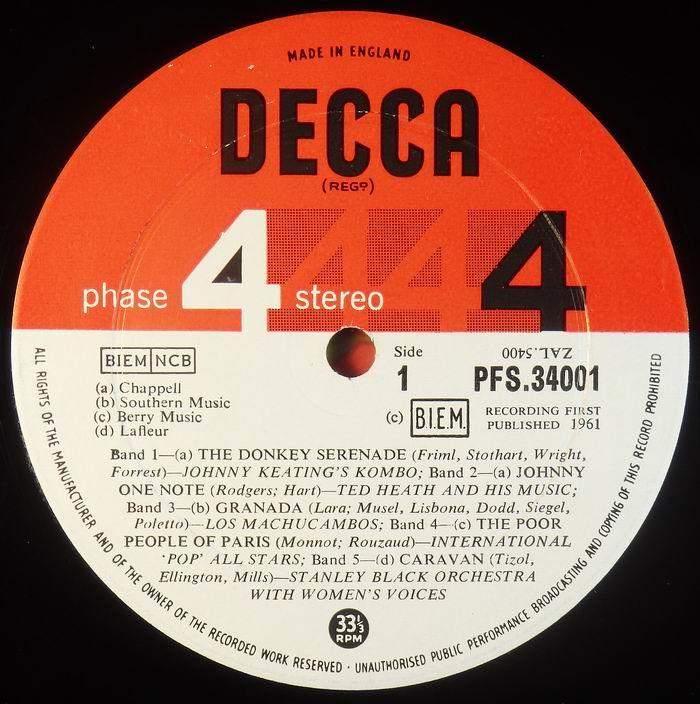 MADE IN ENGLAND
DECCA
(REGD)
phase 4 stereo 4 4 4
BIEM NCB
(a) Chappell
(b) Southern Music
(c) Berry Music
(d) Lafleur
Side
1
ZAL.5400
PFS.34001
(c) B.I.E.M.
RECORDING FIRST
PUBLISHED 1961
Band 1—(a) THE DONKEY SERENADE (Friml, Stothart, Wright,
Forrest)—JOHNNY KEATING'S KOMBO; Band 2—(a) JOHNNY
ONE NOTE (Rodgers; Hart)—TED HEATH AND HIS MUSIC;
Band 3—(b) GRANADA (Lara; Musel, Lisbona, Dodd, Siegel,
Poletto)—LOS MACHUCAMBOS; Band 4—(c) THE POOR
PEOPLE OF PARIS (Monnot; Rouzaud)—INTERNATIONAL
'POP' ALL STARS; Band 5—(d) CARAVAN (Tizol,
Ellington, Mills)—STANLEY BLACK ORCHESTRA
WITH WOMEN'S VOICES
33⅓
RPM
ALL RIGHTS OF THE MANUFACTURER AND OF THE OWNER OF THE RECORDED WORK RESERVED · UNAUTHORISED PUBLIC PERFORMANCE BROADCASTING AND COPYING OF THIS RECORD PROHIBITED